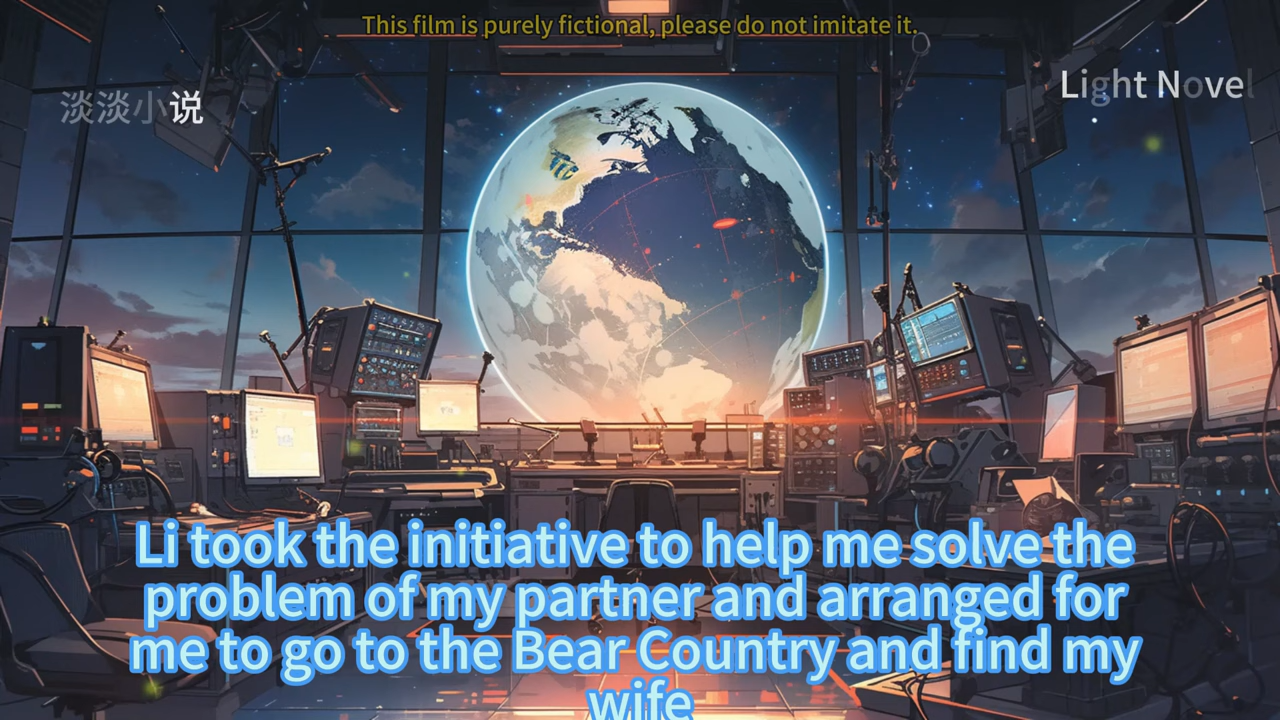 This film is purely fictional, please do not imitate it.
淡淡小说
Light Novel
Li took the initiative to help me solve the
problem of my partner and arranged for
me to go to the Bear Country and find my
wife